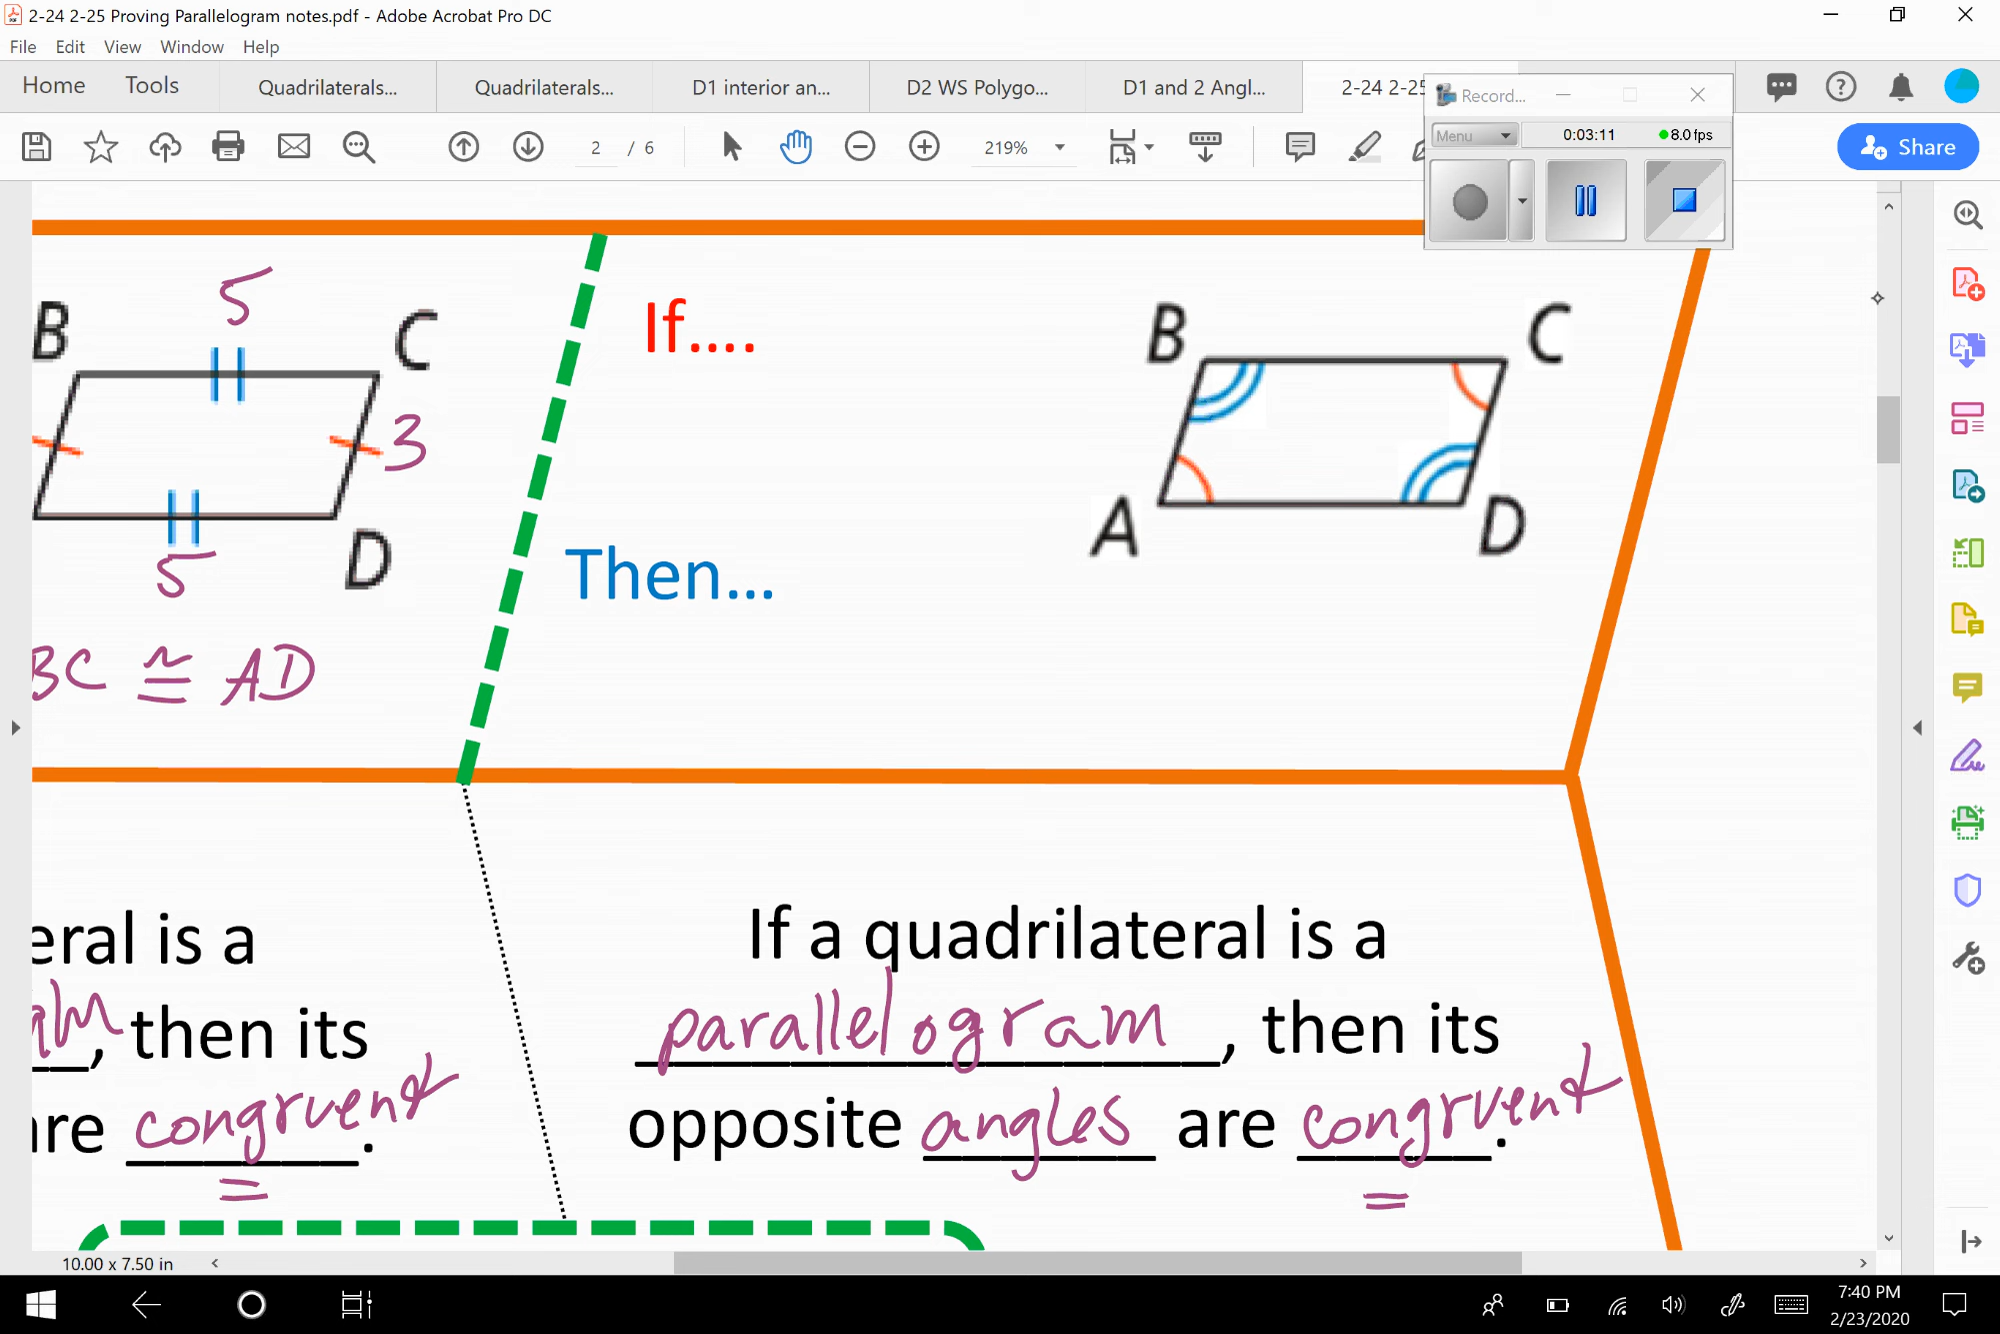 2-24 2-25 Proving Parallelogram notes.pdf - Adobe Acrobat Pro DC
File Edit View Window Help
Home Tools Quadrilaterals... Quadrilaterals... D1 interior an... D2 WS Polygo... D1 and 2 Angl... 2-24 2-25
Record...
Menu 0:03:11 8.0 fps
2 / 6 219% Share
5
B C
3
5 D
BC ≅ AD
If....
B C
A D
Then...
eral is a
, then its
are congruent.
=
If a quadrilateral is a
parallelogram, then its
opposite angles are congruent.
=
10.00 x 7.50 in
7:40 PM
2/23/2020